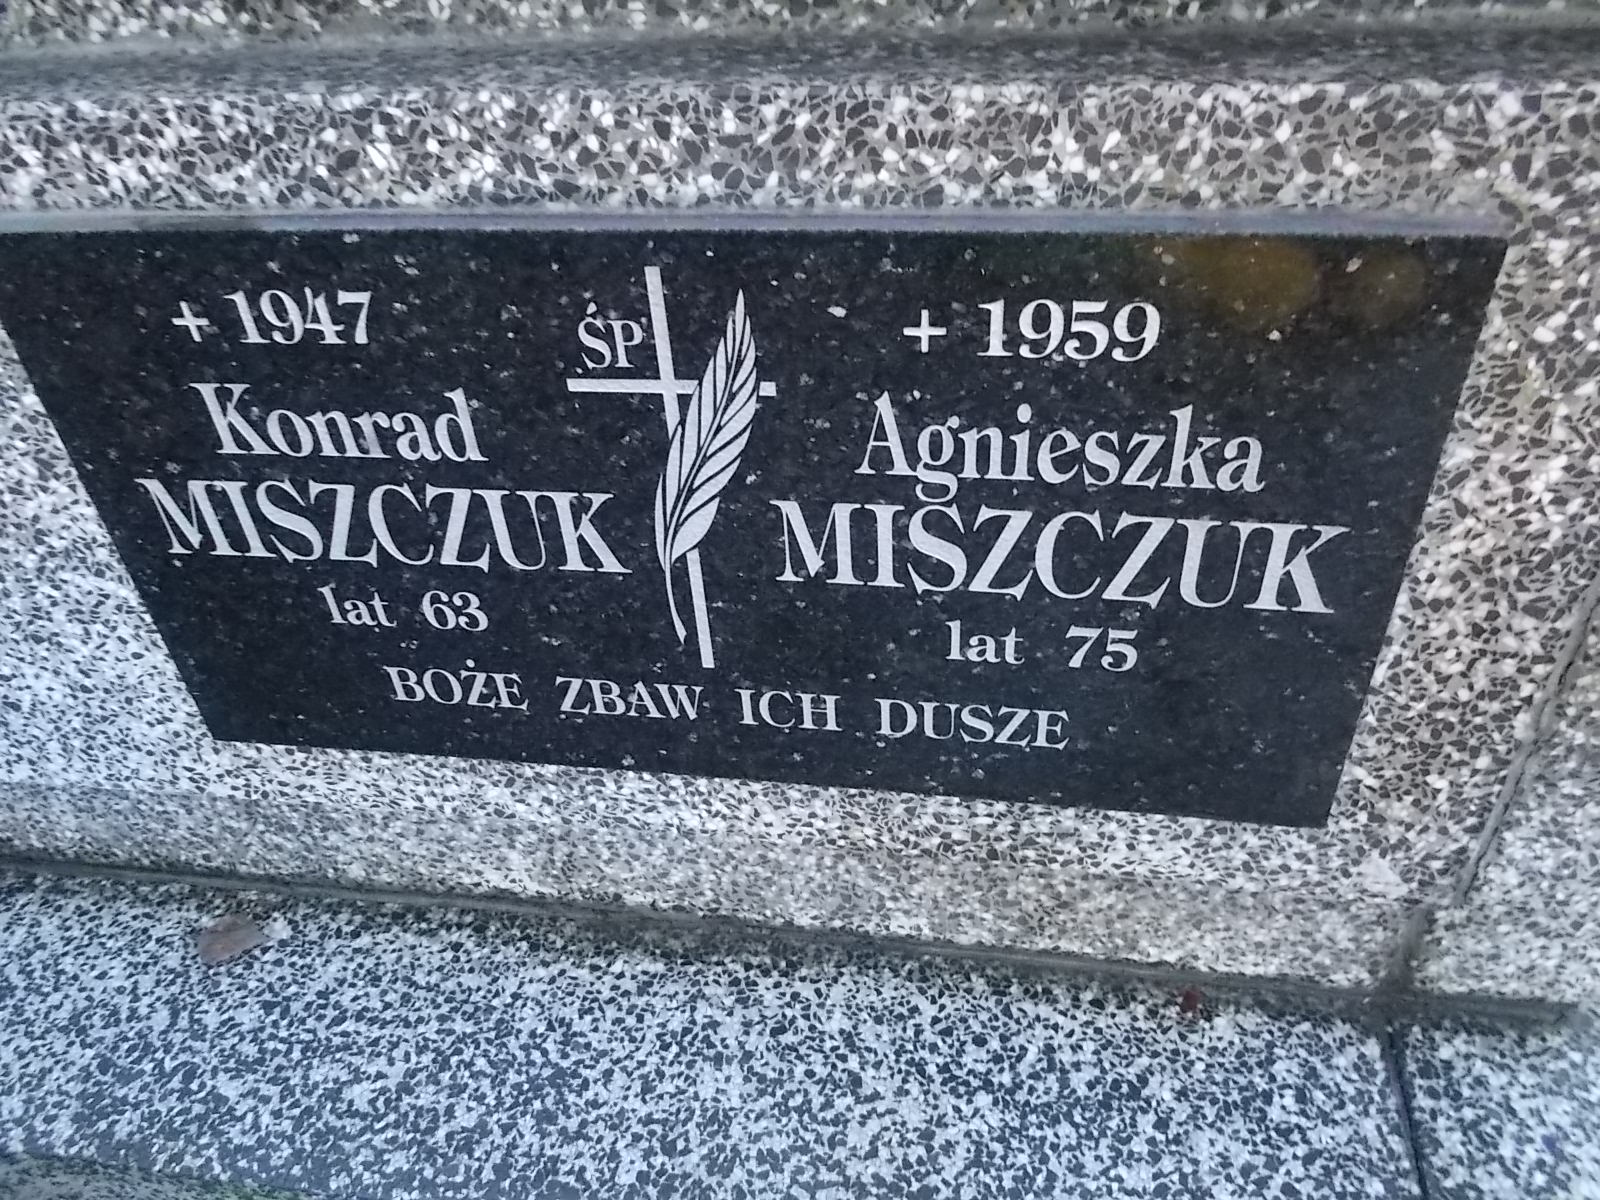 ŚP
+ 1947
Konrad
MISZCZUK
lat 63
+ 1959
Agnieszka
MISZCZUK
lat 75
BOŻE ZBAW ICH DUSZE